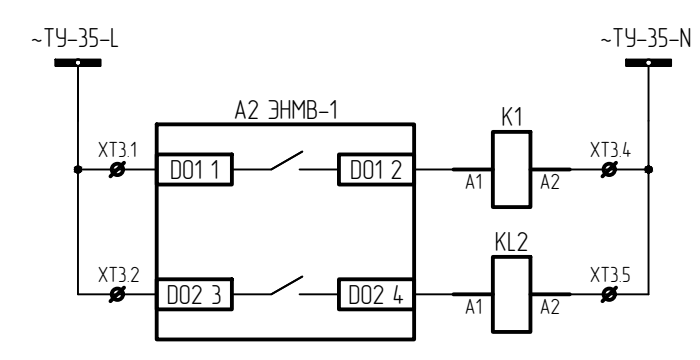 ~ТУ-35-L
~ТУ-35-N
A2 ЭНМВ-1
K1
XT3.1
DO1 1
DO1 2
A1
A2
XT3.4
KL2
XT3.2
DO2 3
DO2 4
A1
A2
XT3.5